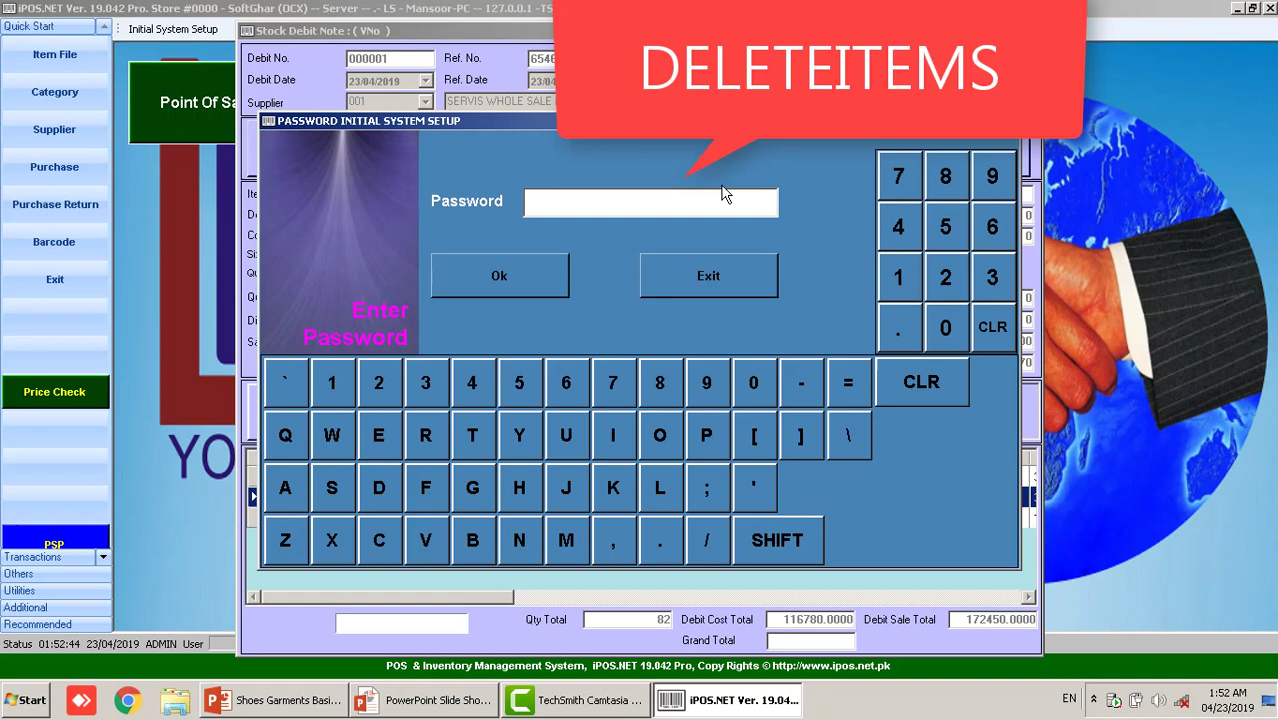 iPOS.NET Ver. 19.042 Pro. Store #0000 - SoftGhar (OCX) -- Server -- .- LS - Mansoor-PC - 127.0.0.1 -TS
Quick Start
Initial System Setup
Item File
Category
Supplier
Purchase
Purchase Return
Barcode
Exit
Price Check
PSP
Transactions
Others
Utilities
Additional
Recommended
Point Of Sa
YO
Stock Debit Note : ( VNo )
Debit No. 000001 Ref. No. 6546
Debit Date 23/04/2019 Ref. Date 23/04
Supplier 001 SERVIS WHOLE SALE
DELETEITEMS
PASSWORD INITIAL SYSTEM SETUP
Password
Ok Exit
Enter
Password
7 8 9
4 5 6
1 2 3
. 0 CLR
` 1 2 3 4 5 6 7 8 9 0 - = CLR
Q W E R T Y U I O P [ ] \
A S D F G H J K L ; '
Z X C V B N M , . / SHIFT
Qty Total 82 Debit Cost Total 116780.0000 Debit Sale Total 172450.0000
Grand Total
Status 01:52:44 23/04/2019 ADMIN User
POS & Inventory Management System, iPOS.NET 19.042 Pro, Copy Rights © http://www.ipos.net.pk
Start
Shoes Garments Basi...
PowerPoint Slide Sho...
TechSmith Camtasia ...
iPOS.NET Ver. 19.04...
EN
1:52 AM
04/23/2019